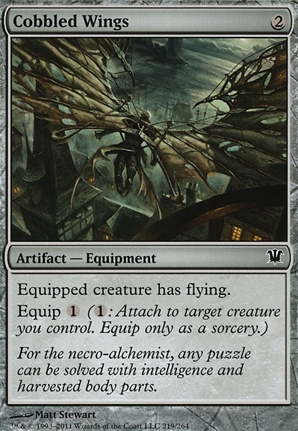 Cobbled Wings 2
Artifact — Equipment
Equipped creature has flying.
Equip 1 (1: Attach to target creature
you control. Equip only as a sorcery.)
For the necro-alchemist, any puzzle
can be solved with intelligence and
harvested body parts.
Matt Stewart
™ & © 1993–2011 Wizards of the Coast LLC 219/264